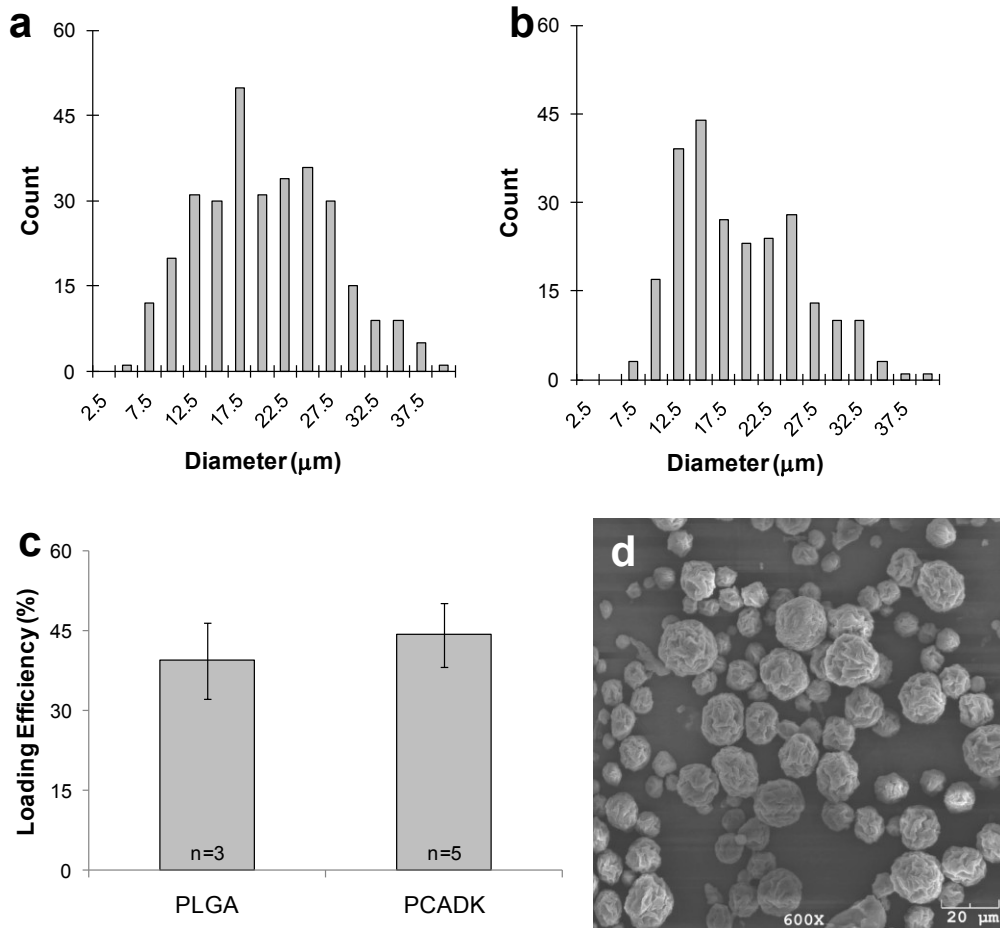 a
60
45
30
15
0
Count
2.5
7.5
12.5
17.5
22.5
27.5
32.5
37.5
Diameter (μm)
b
60
45
30
15
0
Count
2.5
7.5
12.5
17.5
22.5
27.5
32.5
37.5
Diameter (μm)
c
60
45
30
15
0
Loading Efficiency (%)
n=3
n=5
PLGA
PCADK
d
600X
20 μm